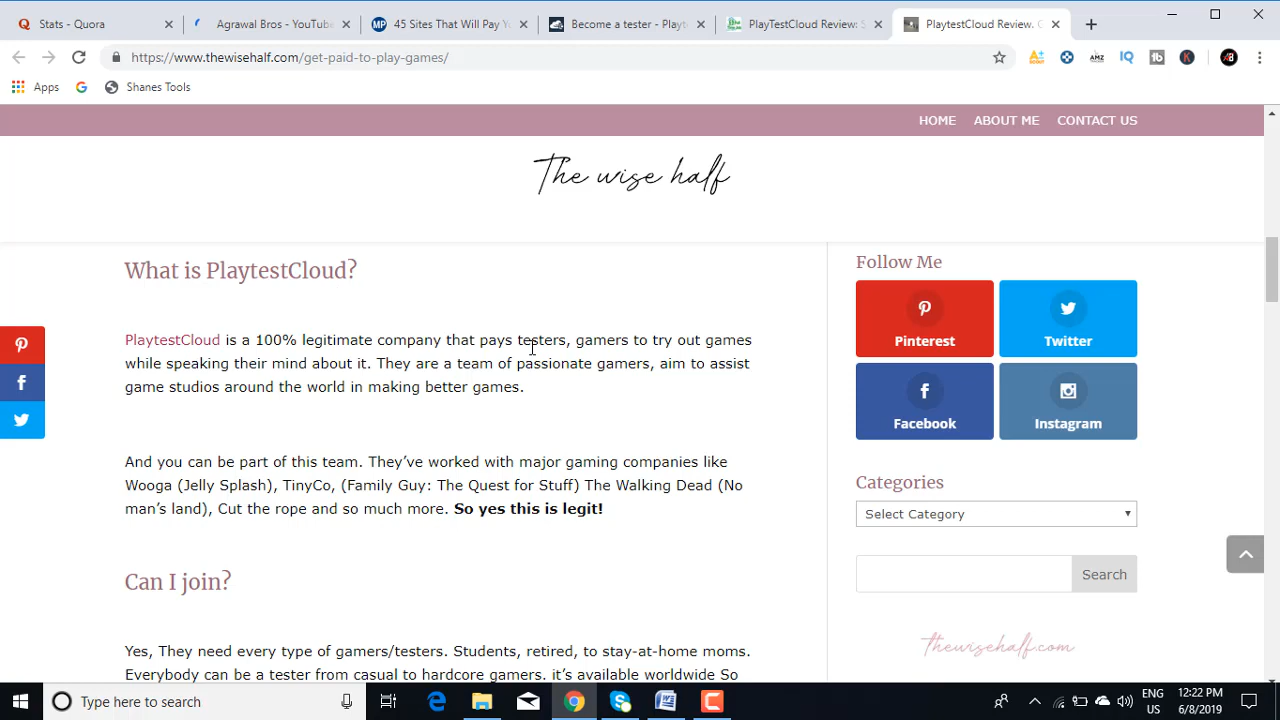 Stats - Quora
Agrawal Bros - YouTube
45 Sites That Will Pay Y
Become a tester - Playt
PlayTestCloud Review: S
PlaytestCloud Review. C
https://www.thewisehalf.com/get-paid-to-play-games/
Apps
Shanes Tools
HOME ABOUT ME CONTACT US
The wise half
What is PlaytestCloud?
PlaytestCloud is a 100% legitimate company that pays testers, gamers to try out games
while speaking their mind about it. They are a team of passionate gamers, aim to assist
game studios around the world in making better games.
And you can be part of this team. They've worked with major gaming companies like
Wooga (Jelly Splash), TinyCo, (Family Guy: The Quest for Stuff) The Walking Dead (No
man's land), Cut the rope and so much more. So yes this is legit!
Can I join?
Yes, They need every type of gamers/testers. Students, retired, to stay-at-home moms.
Everybody can be a tester from casual to hardcore gamers. it's available worldwide So
Follow Me
Pinterest
Twitter
Facebook
Instagram
Categories
Select Category
Search
thewisehalf.com
Type here to search
ENG
US
12:22 PM
6/8/2019